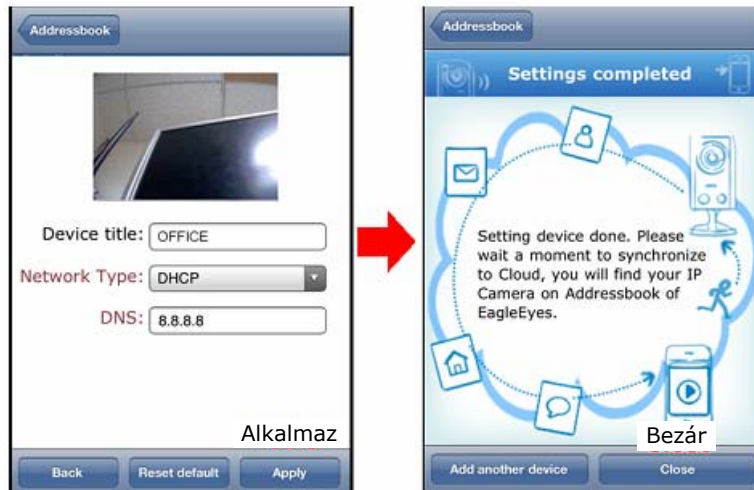 Addressbook
Device title: OFFICE
Network Type: DHCP
DNS: 8.8.8.8
Alkalmaz
Back Reset default Apply
Addressbook
Settings completed
Setting device done. Please
wait a moment to synchronize
to Cloud, you will find your IP
Camera on Addressbook of
EagleEyes.
Bezár
Add another device Close